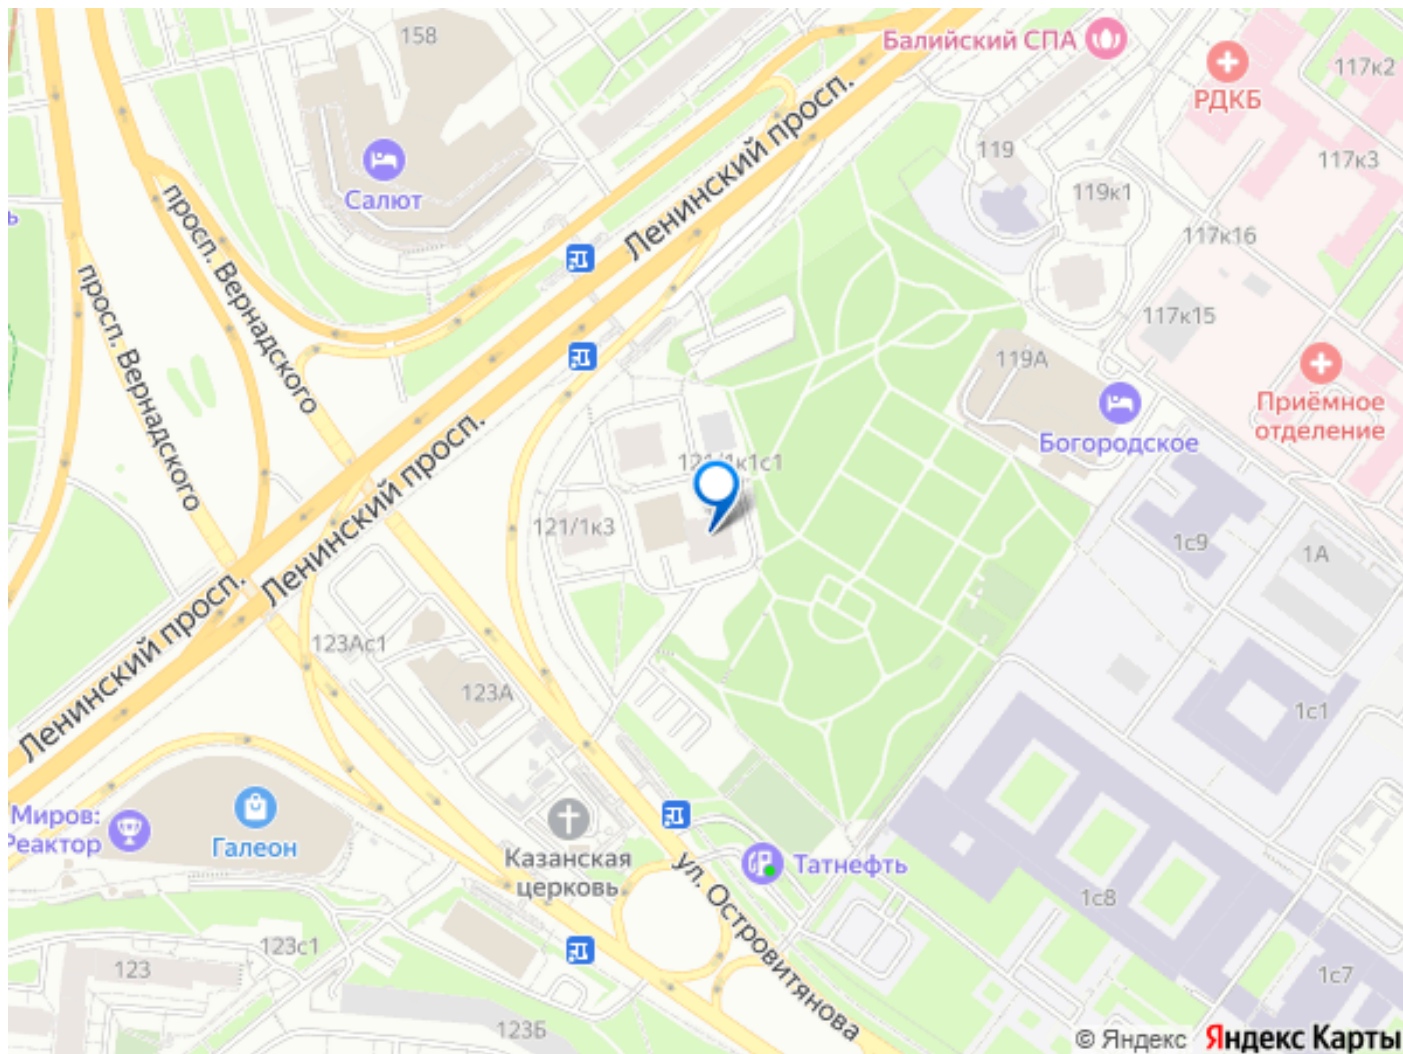 158
Балийский СПА
117к2
РДКБ
Ленинский просп.
119
117к3
Салют
119к1
просп. Вернадского
117к16
просп. Вернадского
117к15
119А
Приёмное
отделение
Богородское
Ленинский просп.
121/1к1с1
121/1к3
1с9
1А
Ленинский просп.
123Ас1
123А
1с1
Миров:
Реактор
Галеон
Казанская
церковь
Татнефть
ул. Островитянова
1с8
123с1
123
1с7
123Б
© Яндекс
Яндекс Карты